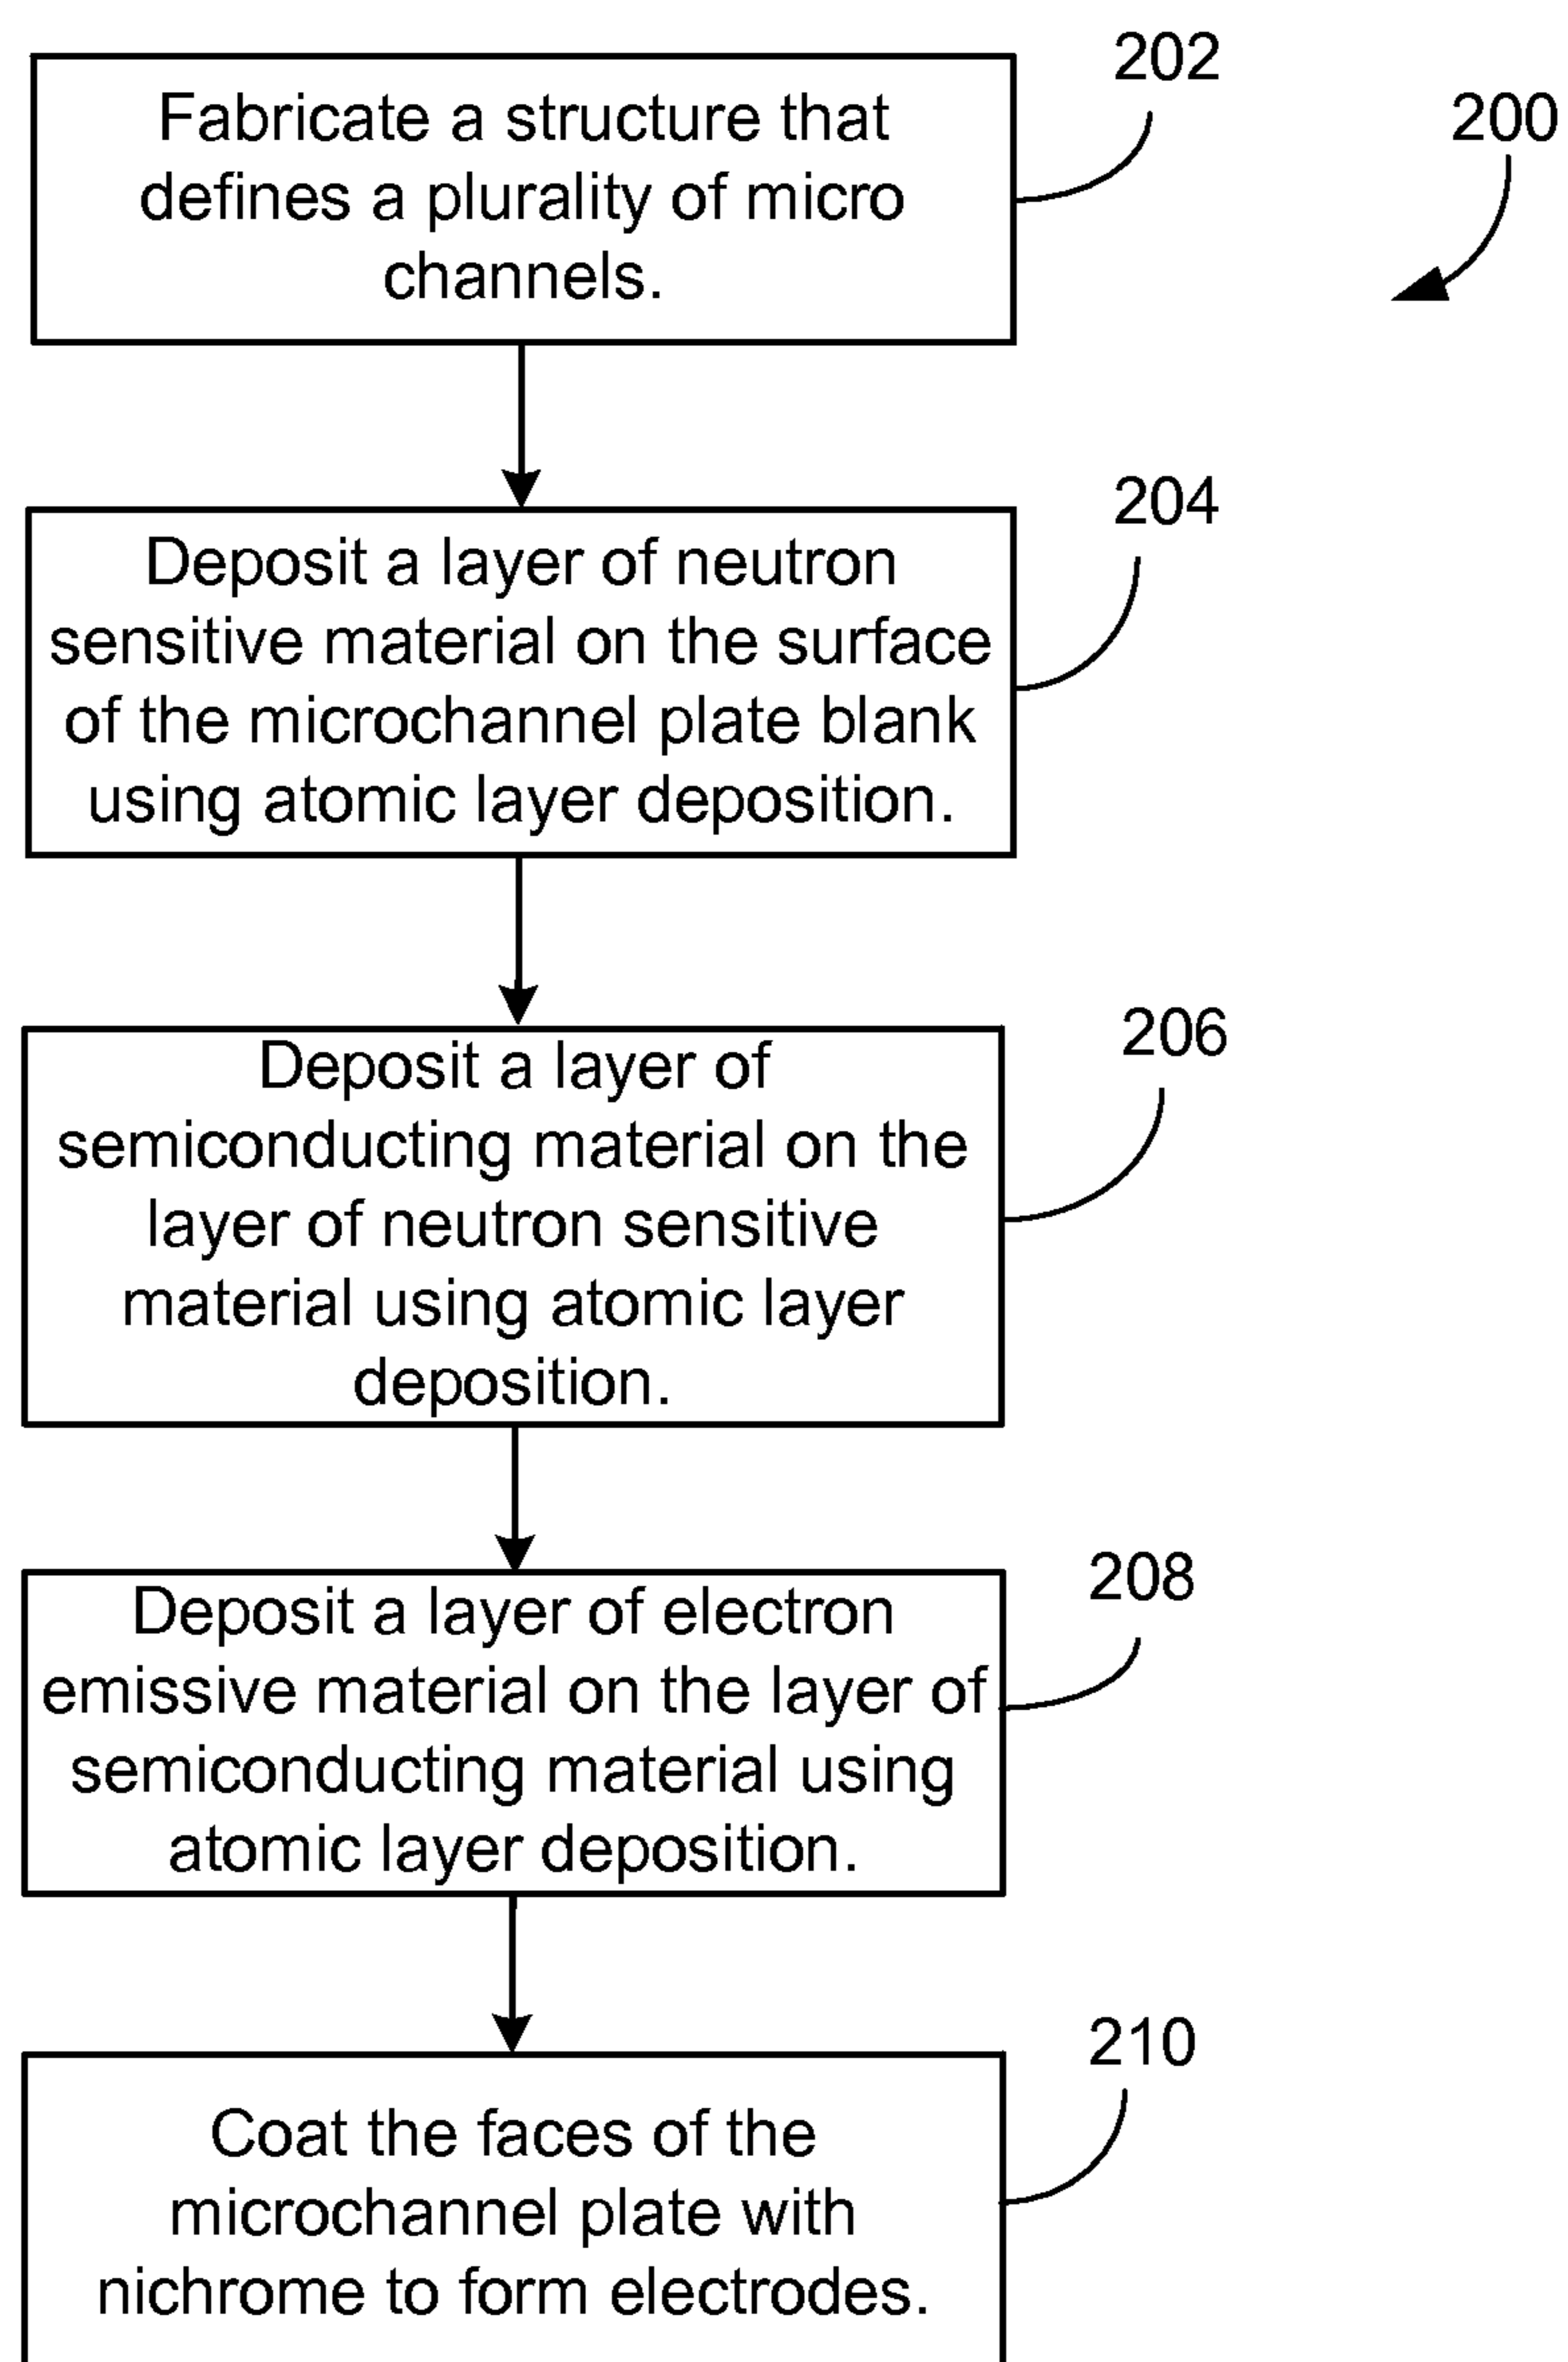 202
200
Fabricate a structure that
defines a plurality of micro
channels.
204
Deposit a layer of neutron
sensitive material on the surface
of the microchannel plate blank
using atomic layer deposition.
206
Deposit a layer of
semiconducting material on the
layer of neutron sensitive
material using atomic layer
deposition.
208
Deposit a layer of electron
emissive material on the layer of
semiconducting material using
atomic layer deposition.
210
Coat the faces of the
microchannel plate with
nichrome to form electrodes.